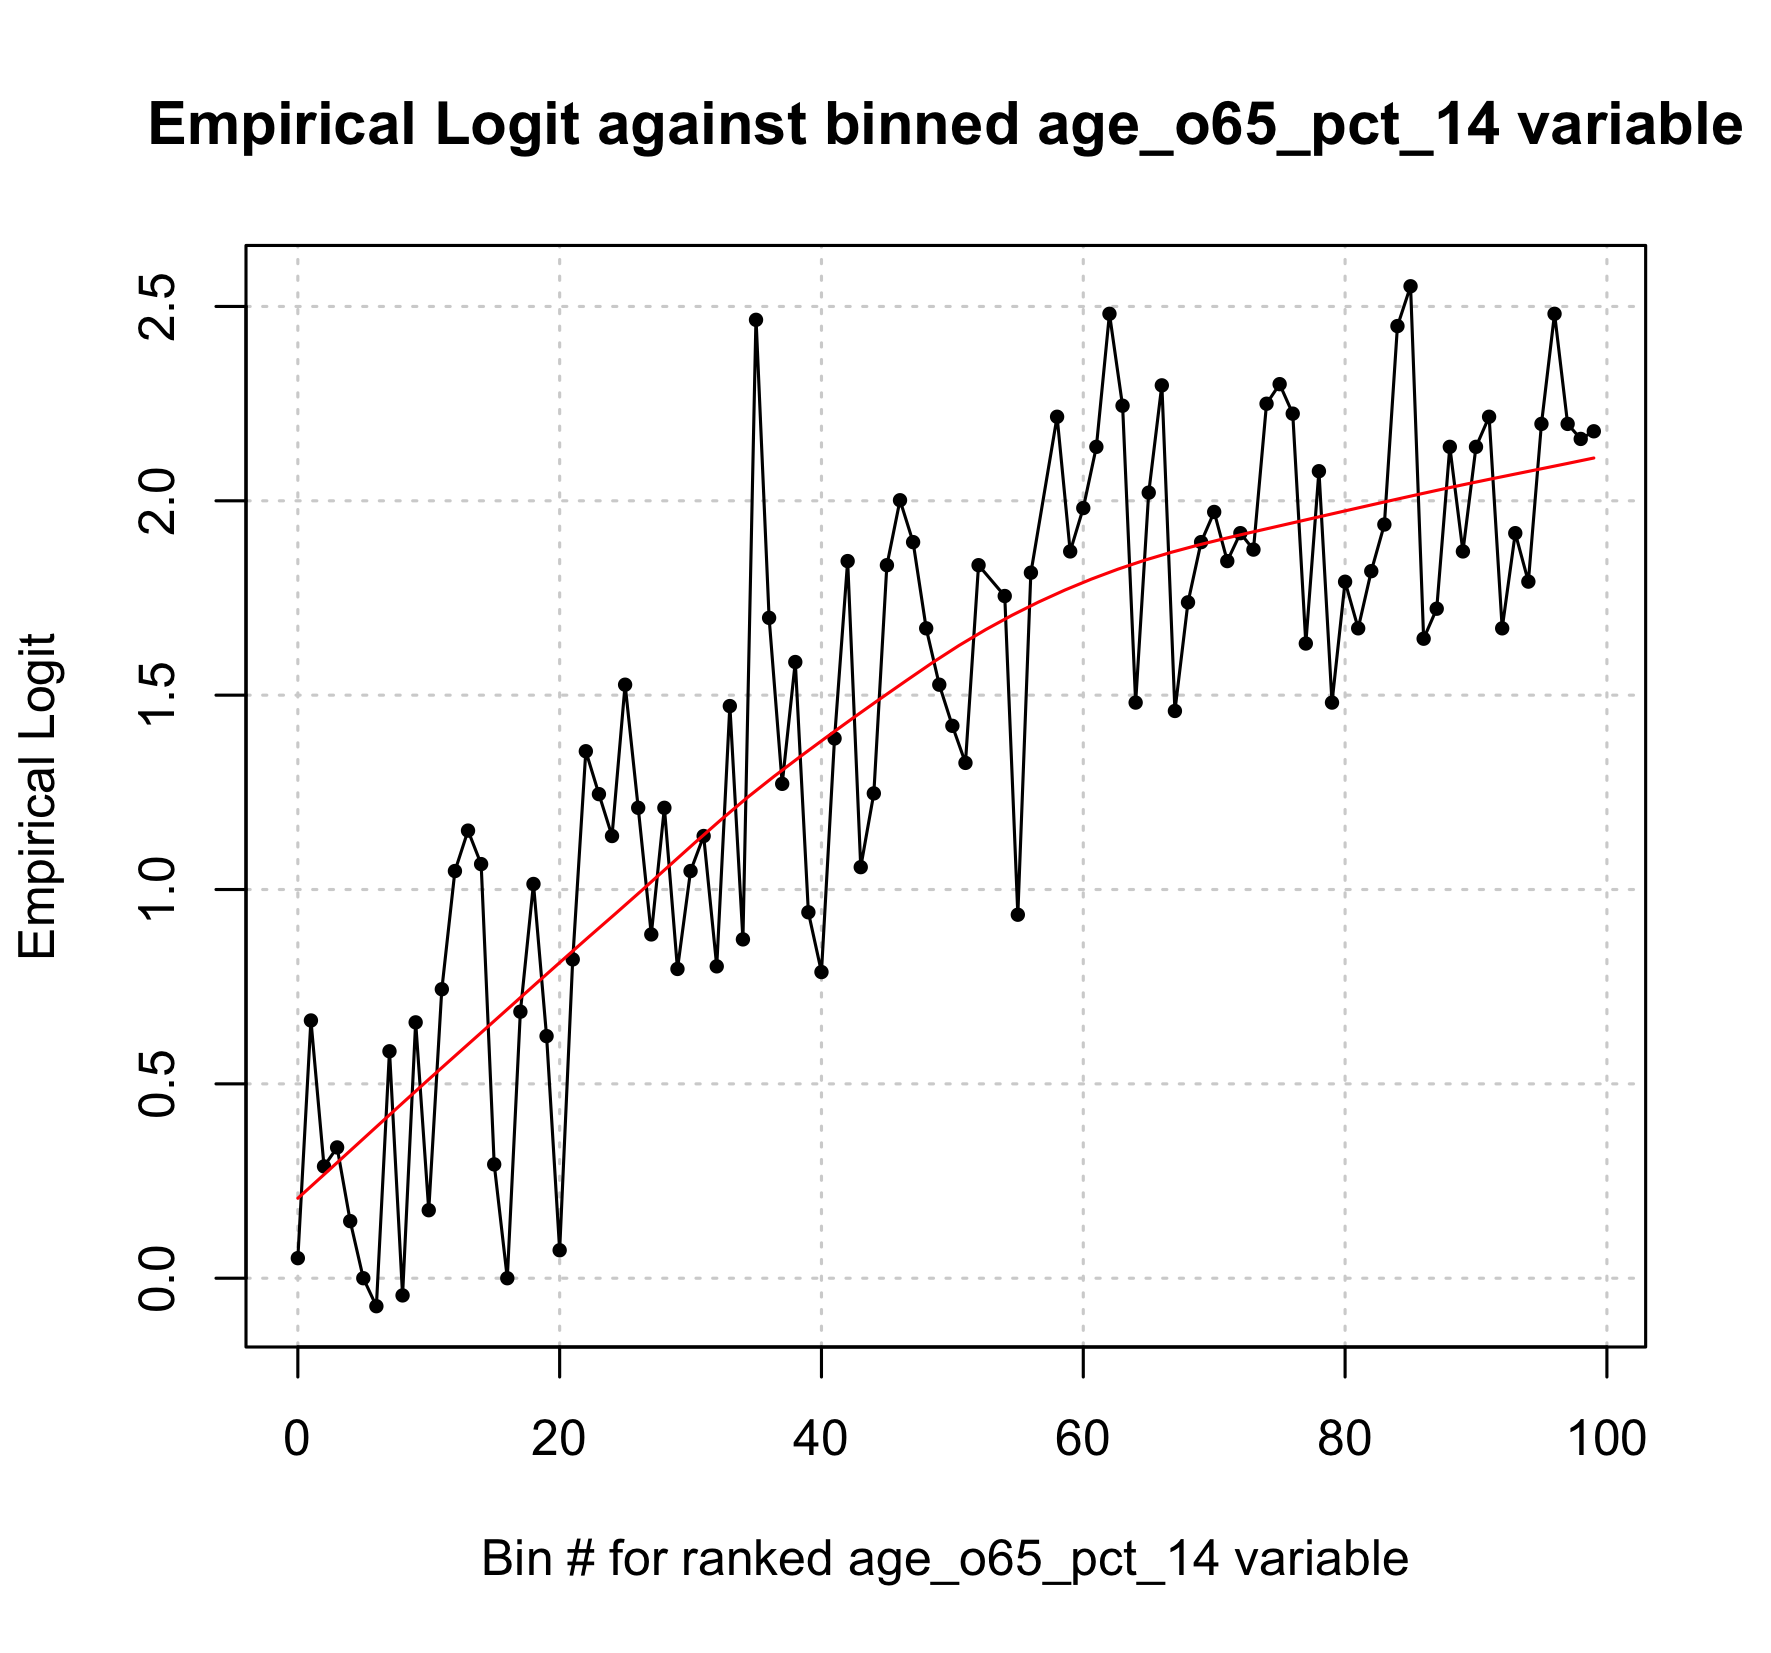 Empirical Logit against binned age_o65_pct_14 variable
Empirical Logit
2.5
2.0
1.5
1.0
0.5
0.0
0 20 40 60 80 100
Bin # for ranked age_o65_pct_14 variable